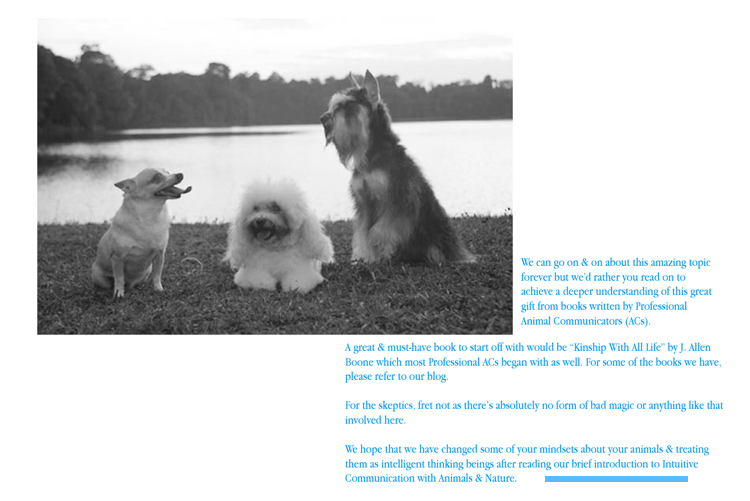 We can go on & on about this amazing topic
forever but we'd rather you read on to
achieve a deeper understanding of this great
gift from books written by Professional
Animal Communicators (ACs).
A great & must-have book to start off with would be "Kinship With All Life" by J. Allen
Boone which most Professional ACs began with as well. For some of the books we have,
please refer to our blog.
For the skeptics, fret not as there's absolutely no form of bad magic or anything like that
involved here.
We hope that we have changed some of your mindsets about your animals & treating
them as intelligent thinking beings after reading our brief introduction to Intuitive
Communication with Animals & Nature.